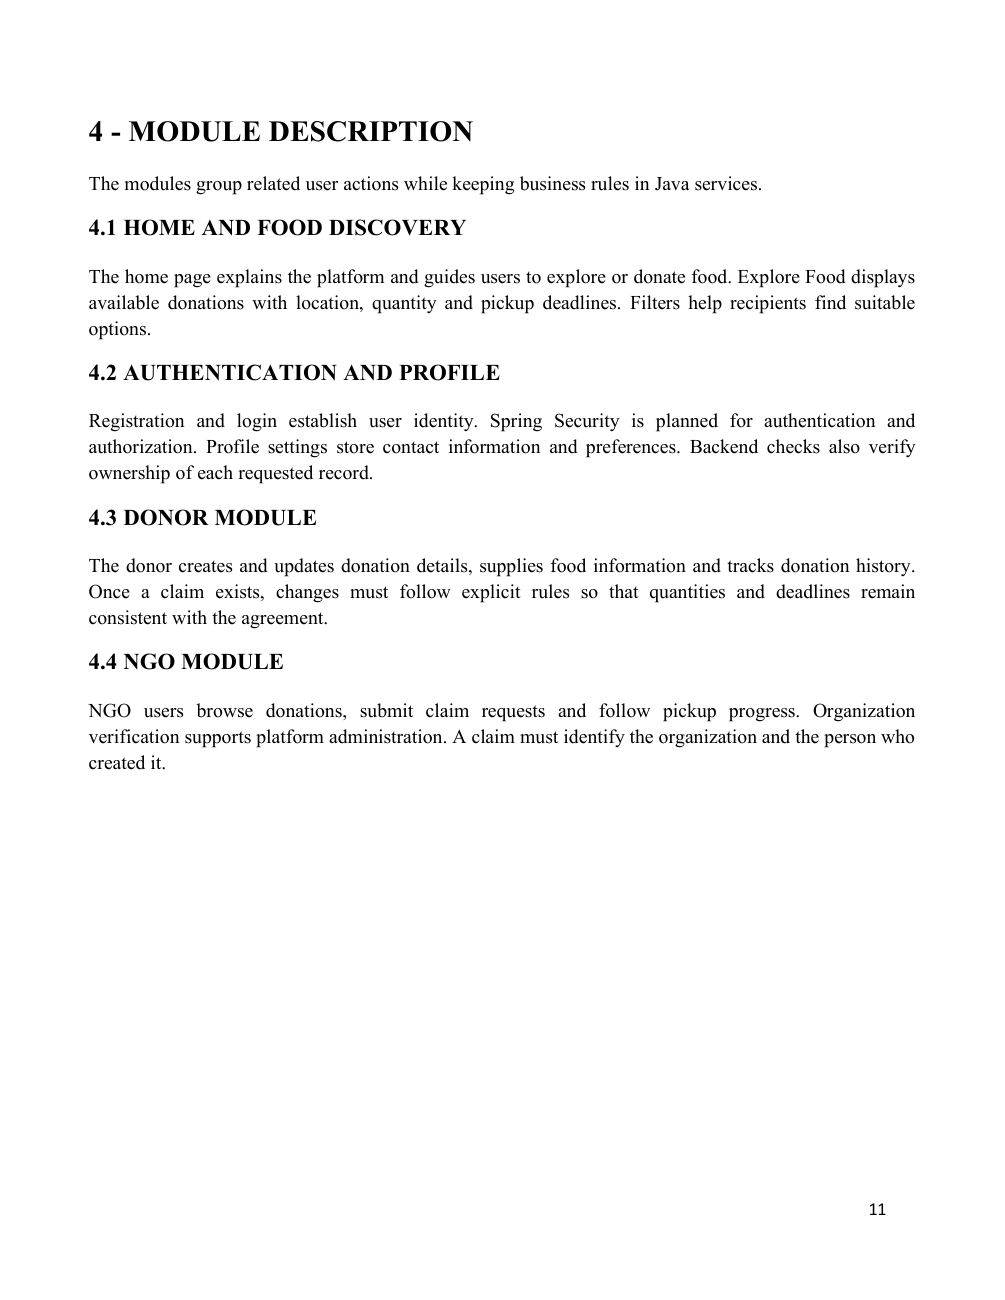 4 - MODULE DESCRIPTION
The modules group related user actions while keeping business rules in Java services.
4.1 HOME AND FOOD DISCOVERY
The home page explains the platform and guides users to explore or donate food. Explore Food displays
available donations with location, quantity and pickup deadlines. Filters help recipients find suitable
options.
4.2 AUTHENTICATION AND PROFILE
Registration and login establish user identity. Spring Security is planned for authentication and
authorization. Profile settings store contact information and preferences. Backend checks also verify
ownership of each requested record.
4.3 DONOR MODULE
The donor creates and updates donation details, supplies food information and tracks donation history.
Once a claim exists, changes must follow explicit rules so that quantities and deadlines remain
consistent with the agreement.
4.4 NGO MODULE
NGO users browse donations, submit claim requests and follow pickup progress. Organization
verification supports platform administration. A claim must identify the organization and the person who
created it.
11